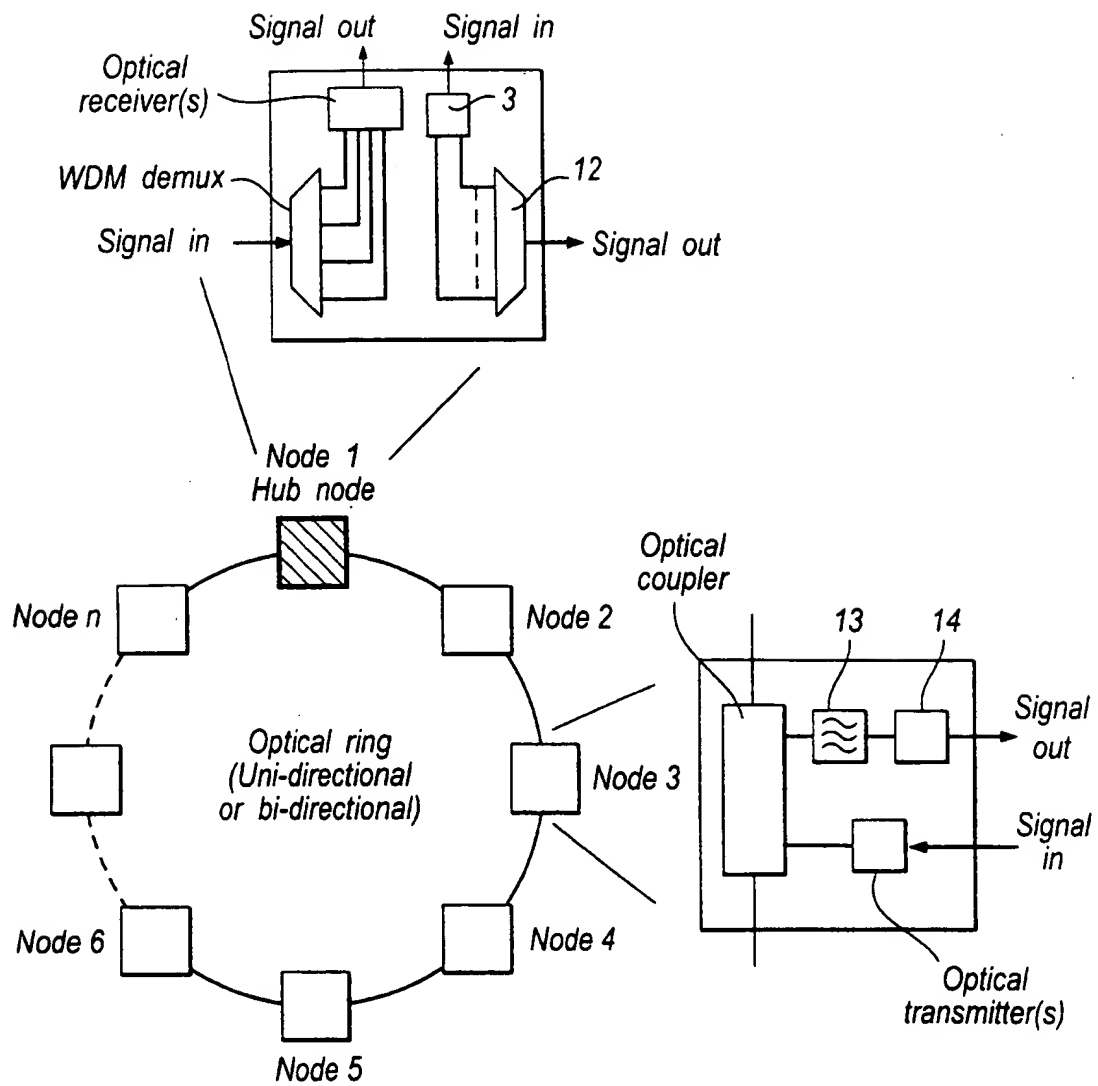 Signal out
Signal in
Optical
receiver(s)
3
WDM demux
12
Signal in
Signal out
Node 1
Hub node
Optical
coupler
Node n
Node 2
13
14
Signal
out
Optical ring
(Uni-directional
or bi-directional)
Node 3
Signal
in
Node 6
Node 4
Optical
transmitter(s)
Node 5